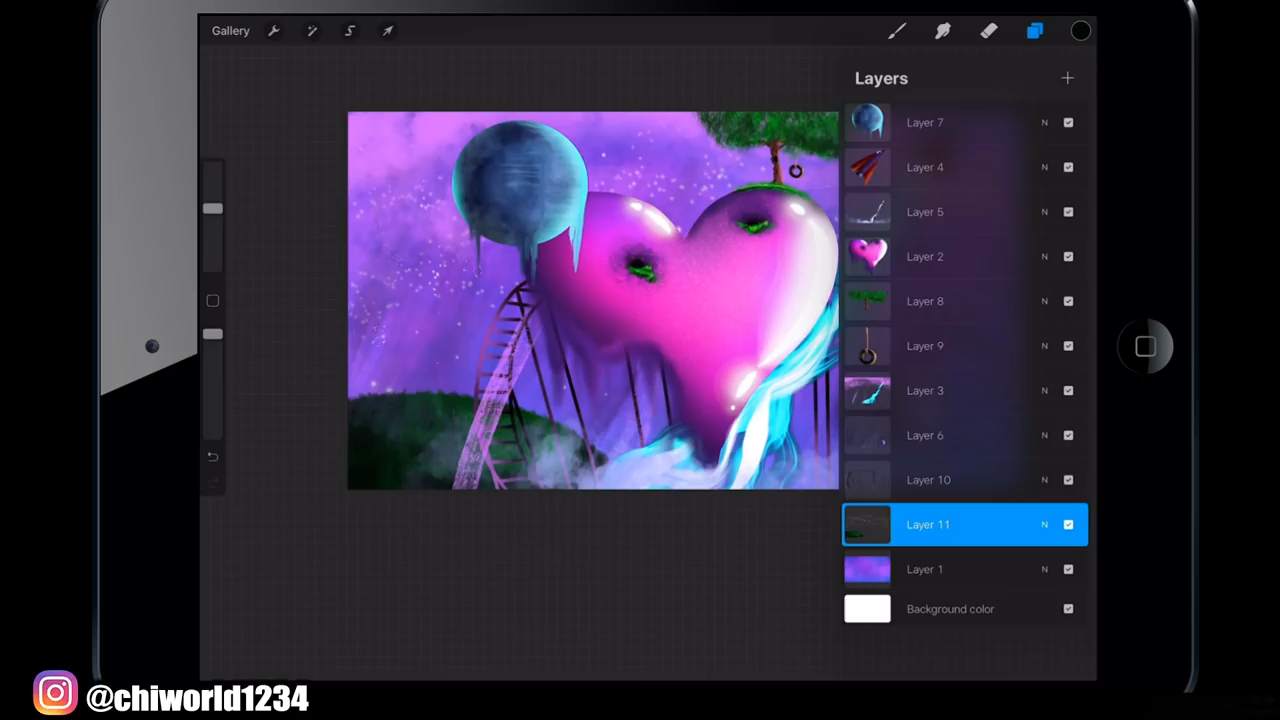 Gallery
Layers
Layer 7 N
Layer 4 N
Layer 5 N
Layer 2 N
Layer 8 N
Layer 9 N
Layer 3 N
Layer 6 N
Layer 10 N
Layer 11 N
Layer 1 N
Background color
@chiworld1234